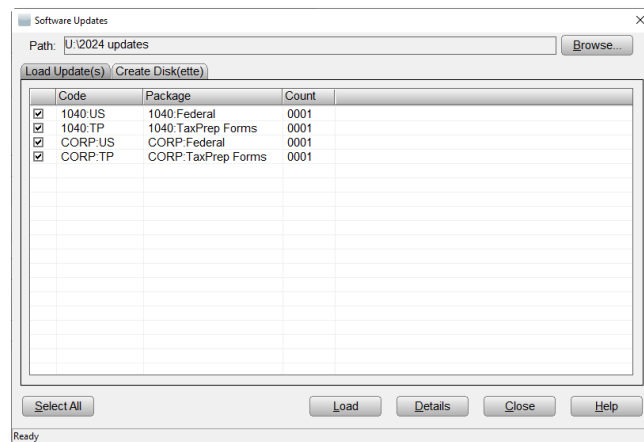 Software Updates
Path: U:\2024 updates Browse...
Load Update(s) Create Disk(ette)
Code Package Count
1040:US 1040:Federal 0001
1040:TP 1040:TaxPrep Forms 0001
CORP:US CORP:Federal 0001
CORP:TP CORP:TaxPrep Forms 0001
Select All Load Details Close Help
Ready